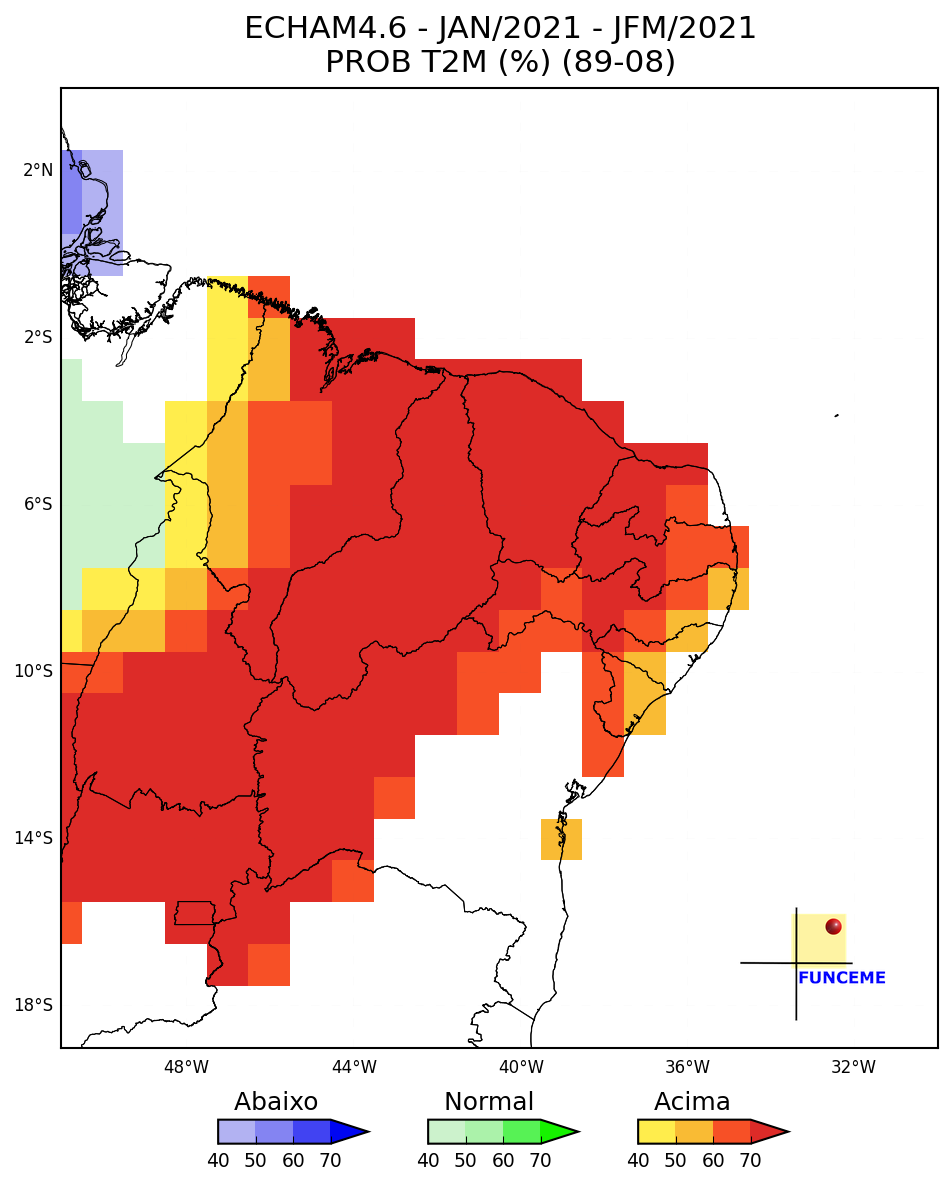 ECHAM4.6 - JAN/2021 - JFM/2021
PROB T2M (%) (89-08)
2°N
2°S
6°S
10°S
14°S
18°S
FUNCEME
48°W 44°W 40°W 36°W 32°W
Abaixo Normal Acima
40 50 60 70 40 50 60 70 40 50 60 70